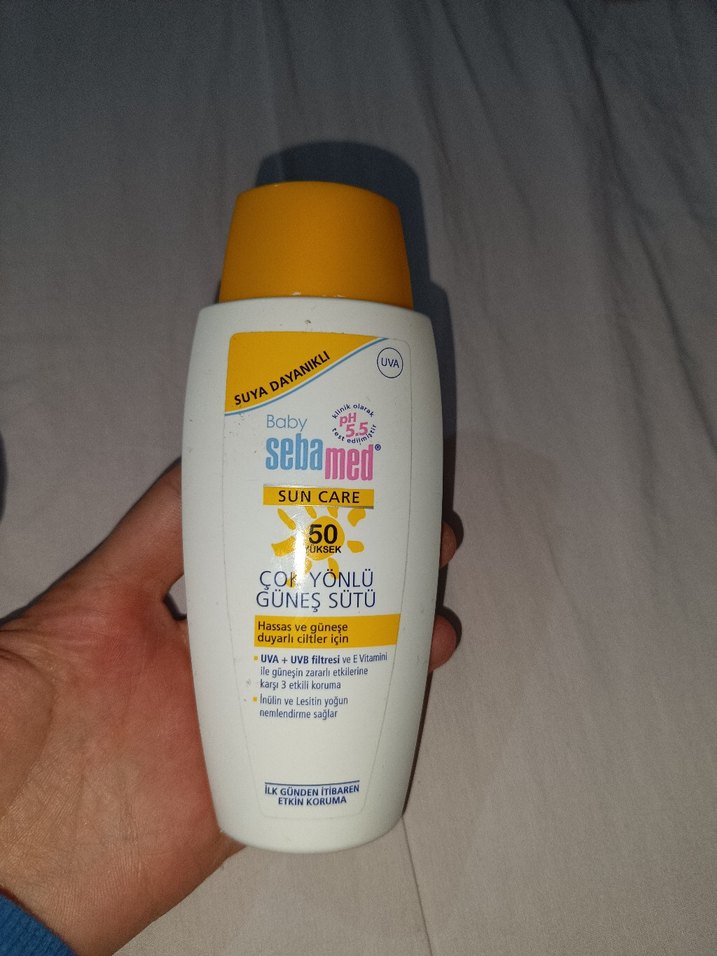 SUYA DAYANIKLI
UVA
Baby
klinik olarak
pH
5.5
test edilmiştir
sebamed®
SUN CARE
50
YÜKSEK
ÇOK YÖNLÜ
GÜNEŞ SÜTÜ
Hassas ve güneşe
duyarlı ciltler için
UVA + UVB filtresi ve E Vitamini
ile güneşin zararlı etkilerine
karşı 3 etkili koruma
İnülin ve Lesitin yoğun
nemlendirme sağlar
İLK GÜNDEN İTİBAREN
ETKİN KORUMA